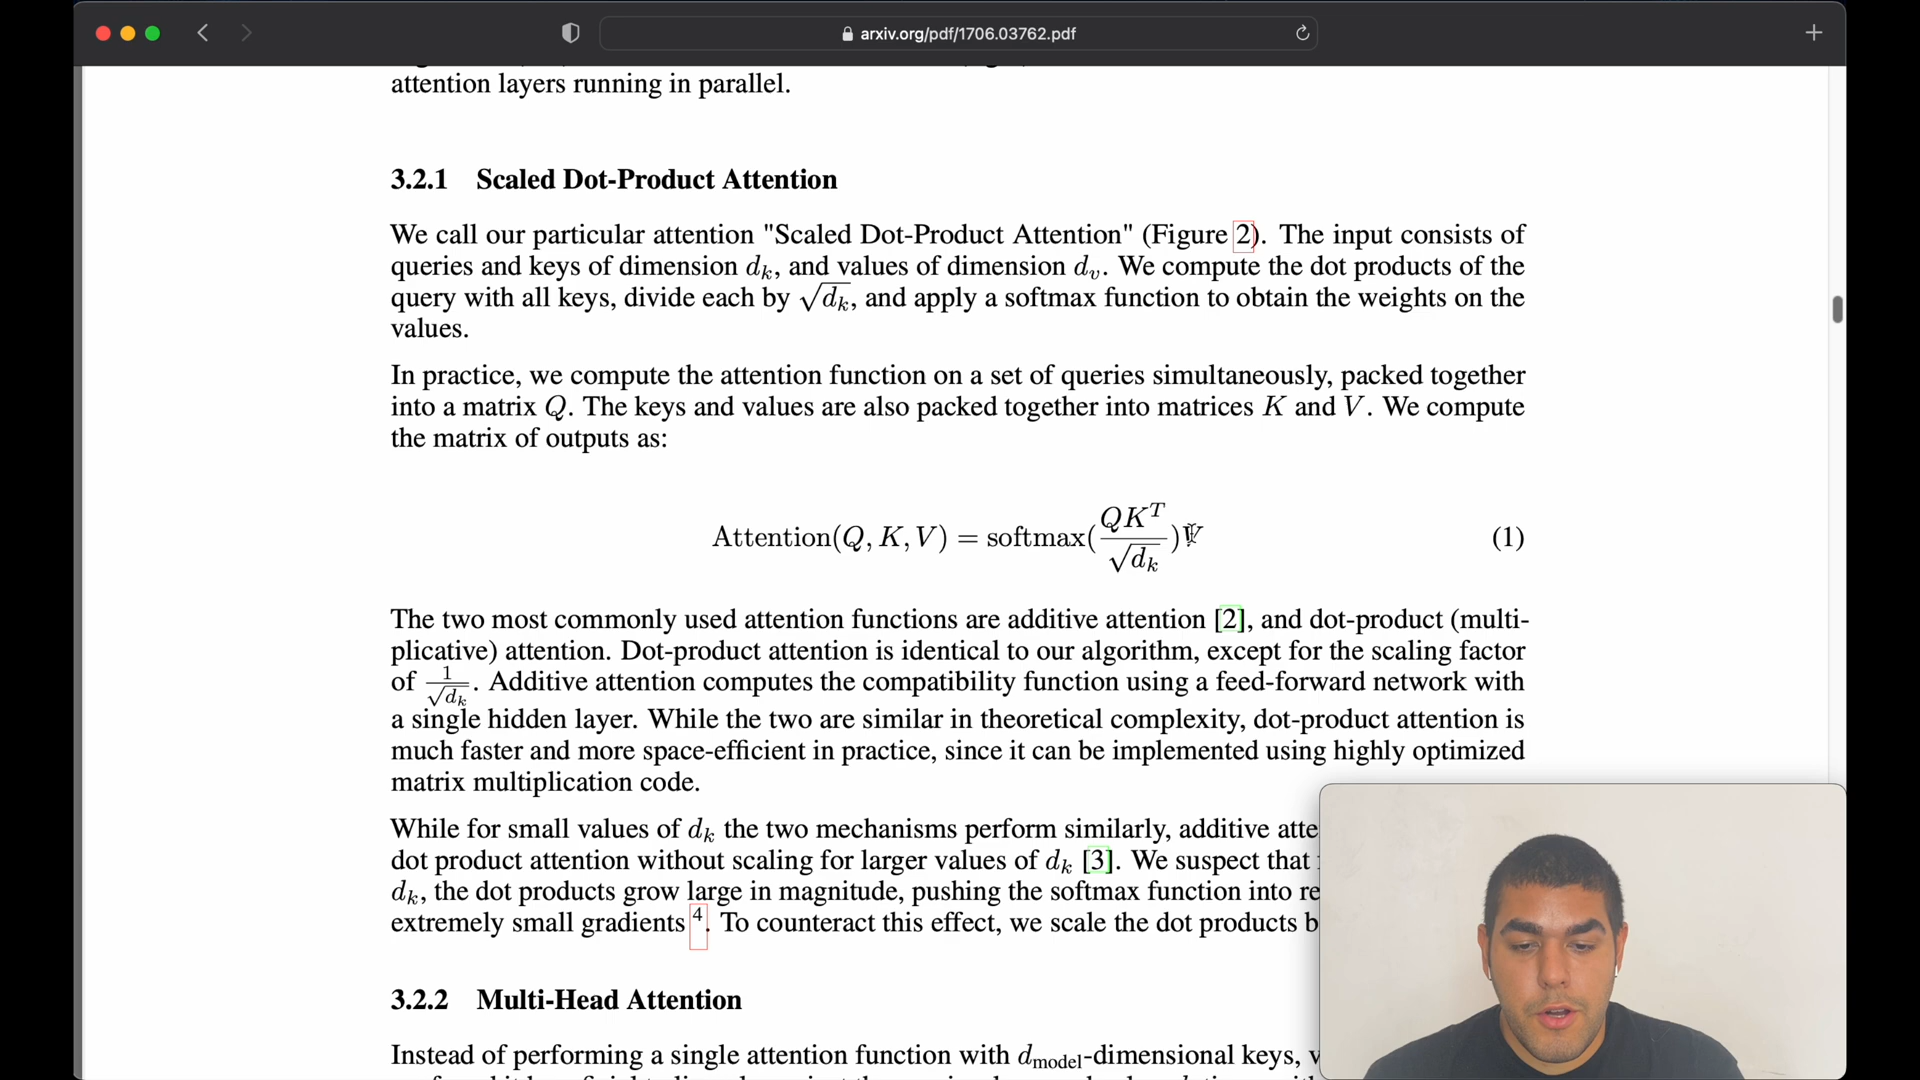 arxiv.org/pdf/1706.03762.pdf
attention layers running in parallel.
3.2.1 Scaled Dot-Product Attention
We call our particular attention "Scaled Dot-Product Attention" (Figure 2). The input consists of
queries and keys of dimension dₖ, and values of dimension dᵥ. We compute the dot products of the
query with all keys, divide each by √dₖ, and apply a softmax function to obtain the weights on the
values.
In practice, we compute the attention function on a set of queries simultaneously, packed together
into a matrix Q. The keys and values are also packed together into matrices K and V. We compute
the matrix of outputs as:
Attention(Q, K, V) = softmax(QKᵀ/√dₖ)V (1)
The two most commonly used attention functions are additive attention [2], and dot-product (multi-
plicative) attention. Dot-product attention is identical to our algorithm, except for the scaling factor
of 1/√dₖ. Additive attention computes the compatibility function using a feed-forward network with
a single hidden layer. While the two are similar in theoretical complexity, dot-product attention is
much faster and more space-efficient in practice, since it can be implemented using highly optimized
matrix multiplication code.
While for small values of dₖ the two mechanisms perform similarly, additive
dot product attention without scaling for larger values of dₖ [3]. We suspect that
dₖ, the dot products grow large in magnitude, pushing the softmax function into
extremely small gradients ⁴. To counteract this effect, we scale the dot products
3.2.2 Multi-Head Attention
Instead of performing a single attention function with d_model-dimensional keys,